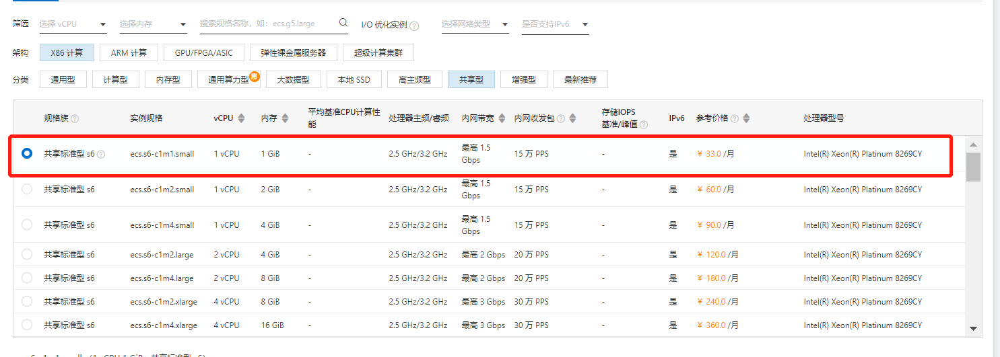 筛选 选择 vCPU 选择内存 搜索规格名称，如：ecs.g5.large I/O 优化实例 选择网络类型 是否支持IPv6
架构 X86 计算 ARM 计算 GPU/FPGA/ASIC 弹性裸金属服务器 超级计算集群
分类 通用型 计算型 内存型 通用算力型 惠 大数据型 本地 SSD 高主频型 共享型 增强型 最新推荐
规格族 实例规格 vCPU 内存 平均基准CPU计算性能 处理器主频/睿频 内网带宽 内网收发包 存储IOPS 基准/峰值 IPv6 参考价格 处理器型号
共享标准型 s6 ecs.s6-c1m1.small 1 vCPU 1 GiB - 2.5 GHz/3.2 GHz 最高 1.5 Gbps 15 万 PPS - 是 ¥ 33.0 /月 Intel(R) Xeon(R) Platinum 8269CY
共享标准型 s6 ecs.s6-c1m2.small 1 vCPU 2 GiB - 2.5 GHz/3.2 GHz 最高 1.5 Gbps 15 万 PPS - 是 ¥ 60.0 /月 Intel(R) Xeon(R) Platinum 8269CY
共享标准型 s6 ecs.s6-c1m4.small 1 vCPU 4 GiB - 2.5 GHz/3.2 GHz 最高 1.5 Gbps 15 万 PPS - 是 ¥ 90.0 /月 Intel(R) Xeon(R) Platinum 8269CY
共享标准型 s6 ecs.s6-c1m2.large 2 vCPU 4 GiB - 2.5 GHz/3.2 GHz 最高 2 Gbps 20 万 PPS - 是 ¥ 120.0 /月 Intel(R) Xeon(R) Platinum 8269CY
共享标准型 s6 ecs.s6-c1m4.large 2 vCPU 8 GiB - 2.5 GHz/3.2 GHz 最高 2 Gbps 20 万 PPS - 是 ¥ 180.0 /月 Intel(R) Xeon(R) Platinum 8269CY
共享标准型 s6 ecs.s6-c1m2.xlarge 4 vCPU 8 GiB - 2.5 GHz/3.2 GHz 最高 3 Gbps 30 万 PPS - 是 ¥ 240.0 /月 Intel(R) Xeon(R) Platinum 8269CY
共享标准型 s6 ecs.s6-c1m4.xlarge 4 vCPU 16 GiB - 2.5 GHz/3.2 GHz 最高 3 Gbps 30 万 PPS - 是 ¥ 360.0 /月 Intel(R) Xeon(R) Platinum 8269CY